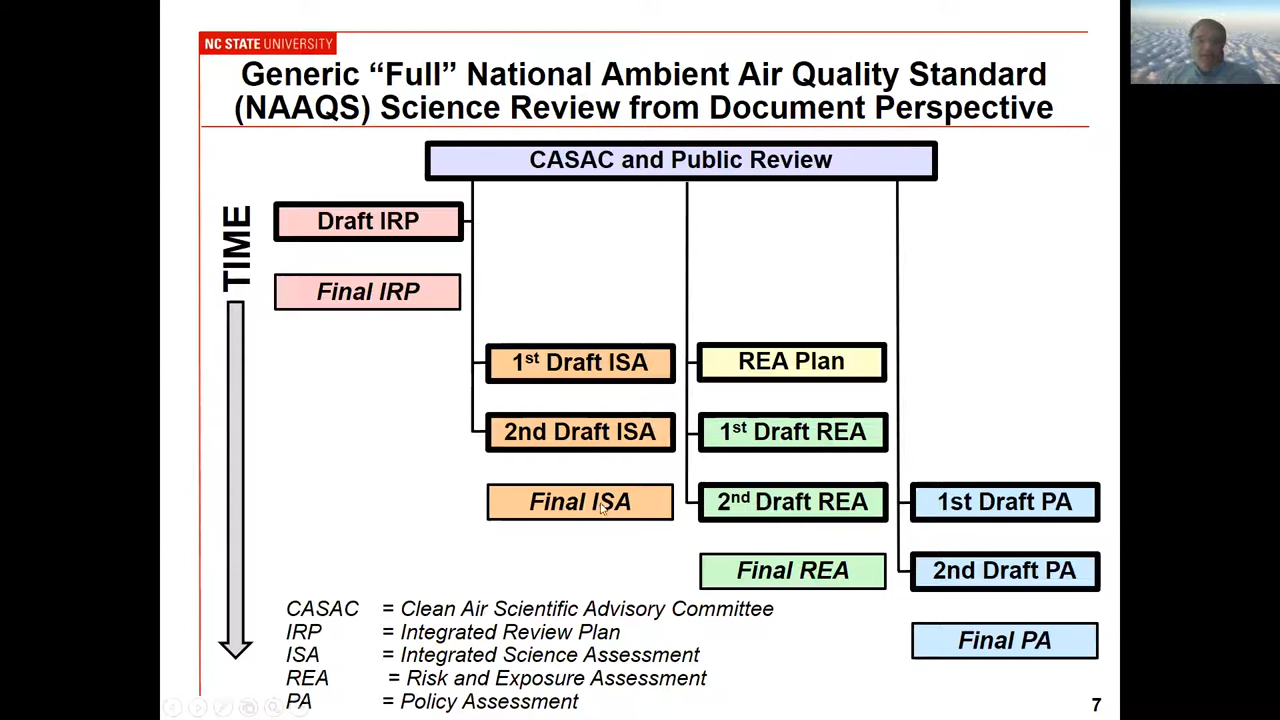 NC STATE UNIVERSITY
Generic “Full” National Ambient Air Quality Standard
(NAAQS) Science Review from Document Perspective
CASAC and Public Review
TIME
Draft IRP
Final IRP
1st Draft ISA
REA Plan
2nd Draft ISA
1st Draft REA
Final ISA
2nd Draft REA
1st Draft PA
Final REA
2nd Draft PA
Final PA
CASAC = Clean Air Scientific Advisory Committee
IRP = Integrated Review Plan
ISA = Integrated Science Assessment
REA = Risk and Exposure Assessment
PA = Policy Assessment
7